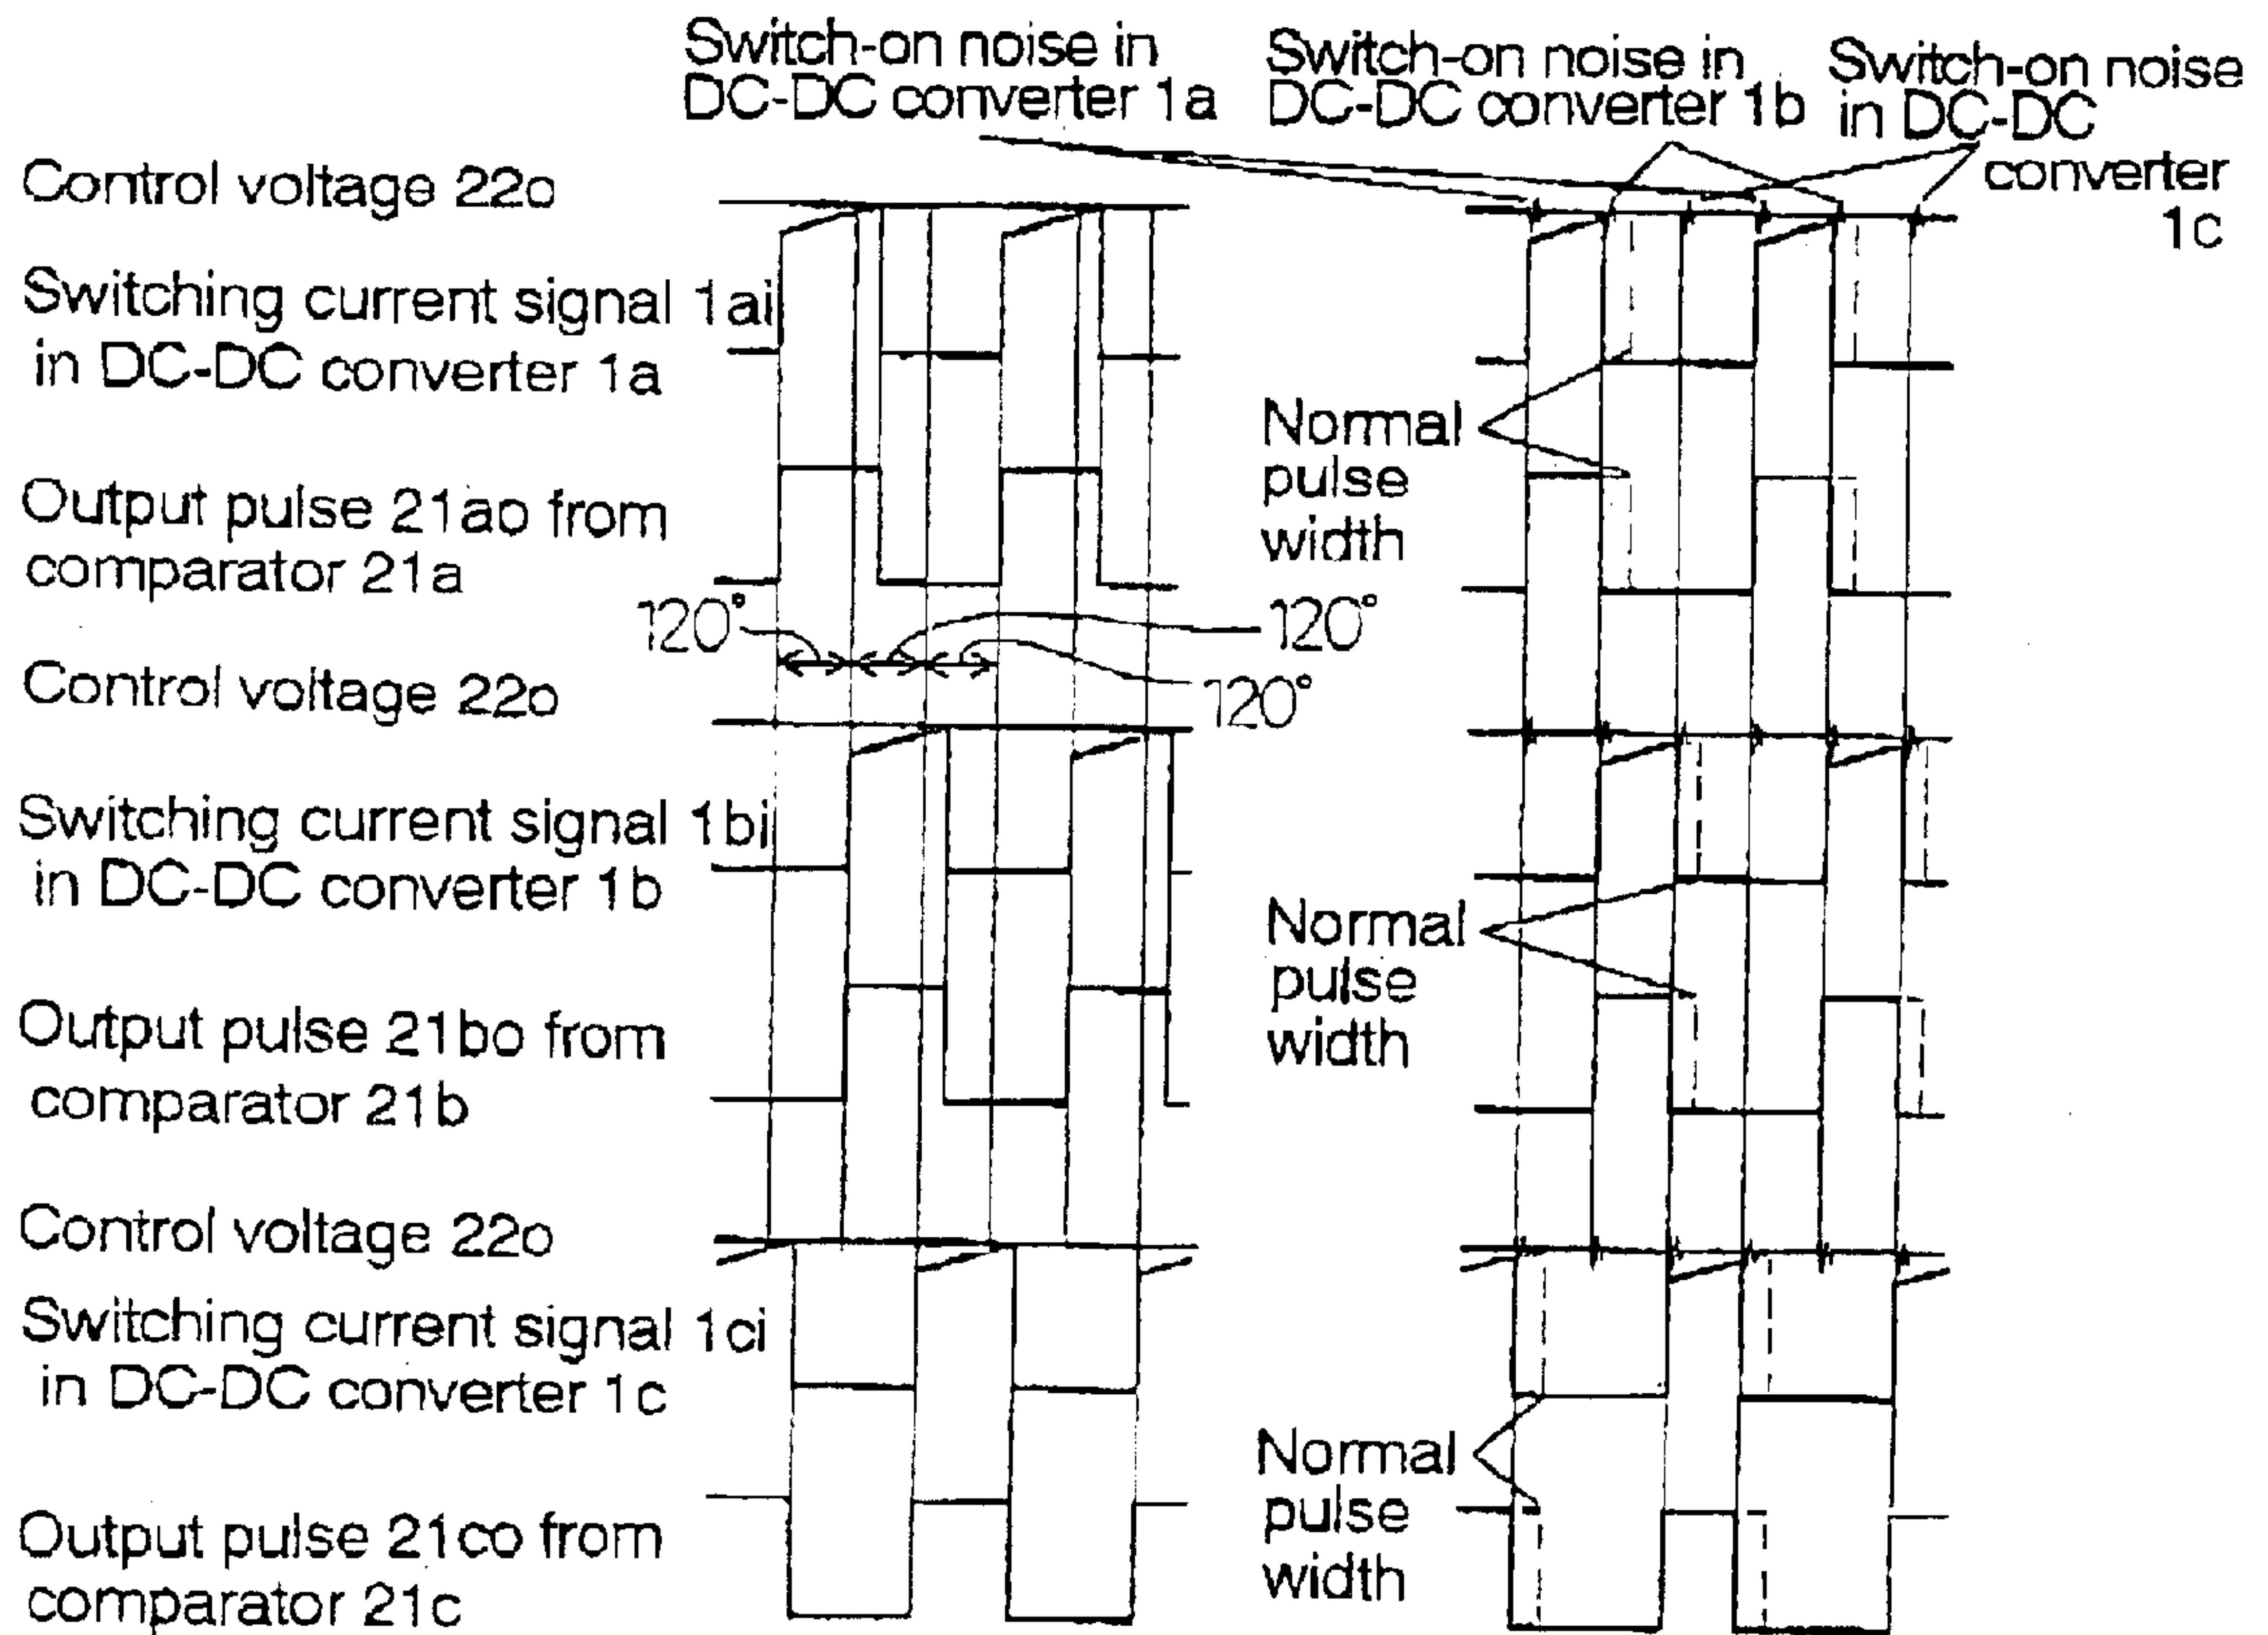 Switch-on noise in
DC-DC converter 1a
Switch-on noise in
DC-DC converter 1b
Switch-on noise
in DC-DC
converter
1c
Control voltage 22o
Switching current signal 1ai
in DC-DC converter 1a
Normal
pulse
width
Output pulse 21ao from
comparator 21a
120°
120°
120°
Control voltage 22o
Switching current signal 1bi
in DC-DC converter 1b
Normal
pulse
width
Output pulse 21bo from
comparator 21b
Control voltage 22o
Switching current signal 1ci
in DC-DC converter 1c
Normal
pulse
width
Output pulse 21co from
comparator 21c